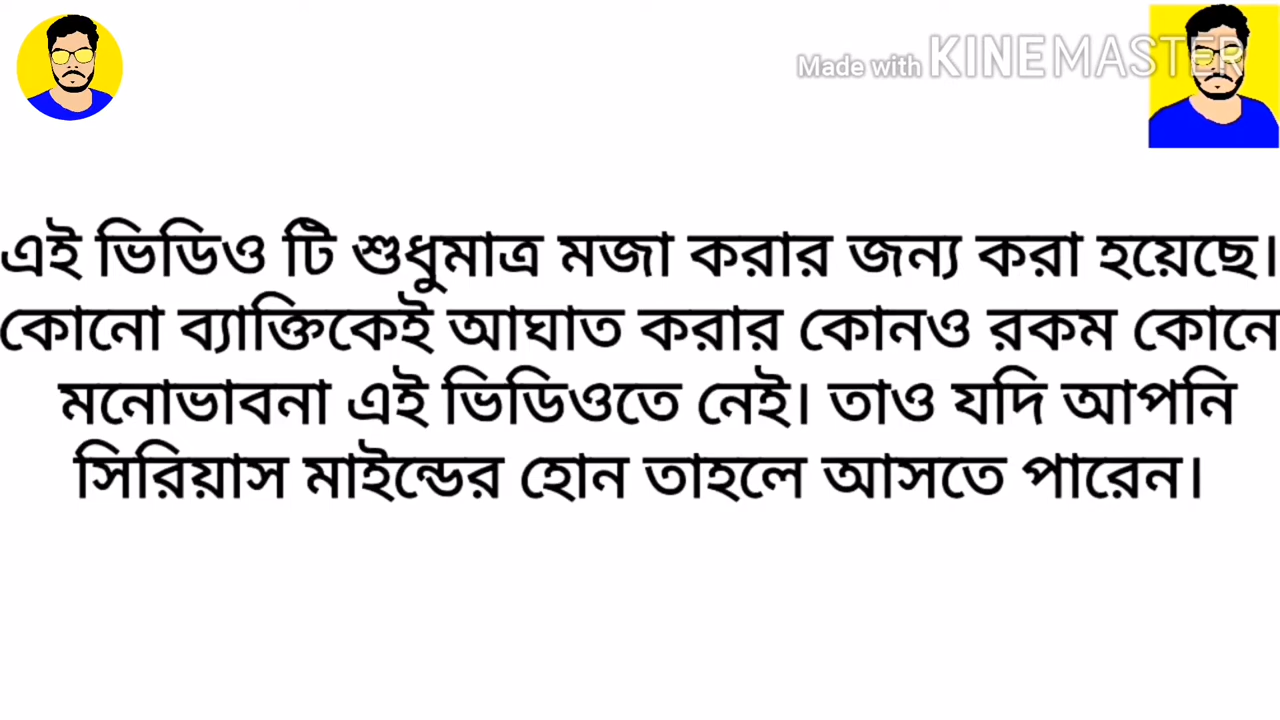 Made with KINEMASTER
এই ভিডিও টি শুধুমাত্র মজা করার জন্য করা হয়েছে।
কোনো ব্যাক্তিকেই আঘাত করার কোনও রকম কোনে
মনোভাবনা এই ভিডিওতে নেই। তাও যদি আপনি
সিরিয়াস মাইন্ডের হোন তাহলে আসতে পারেন।